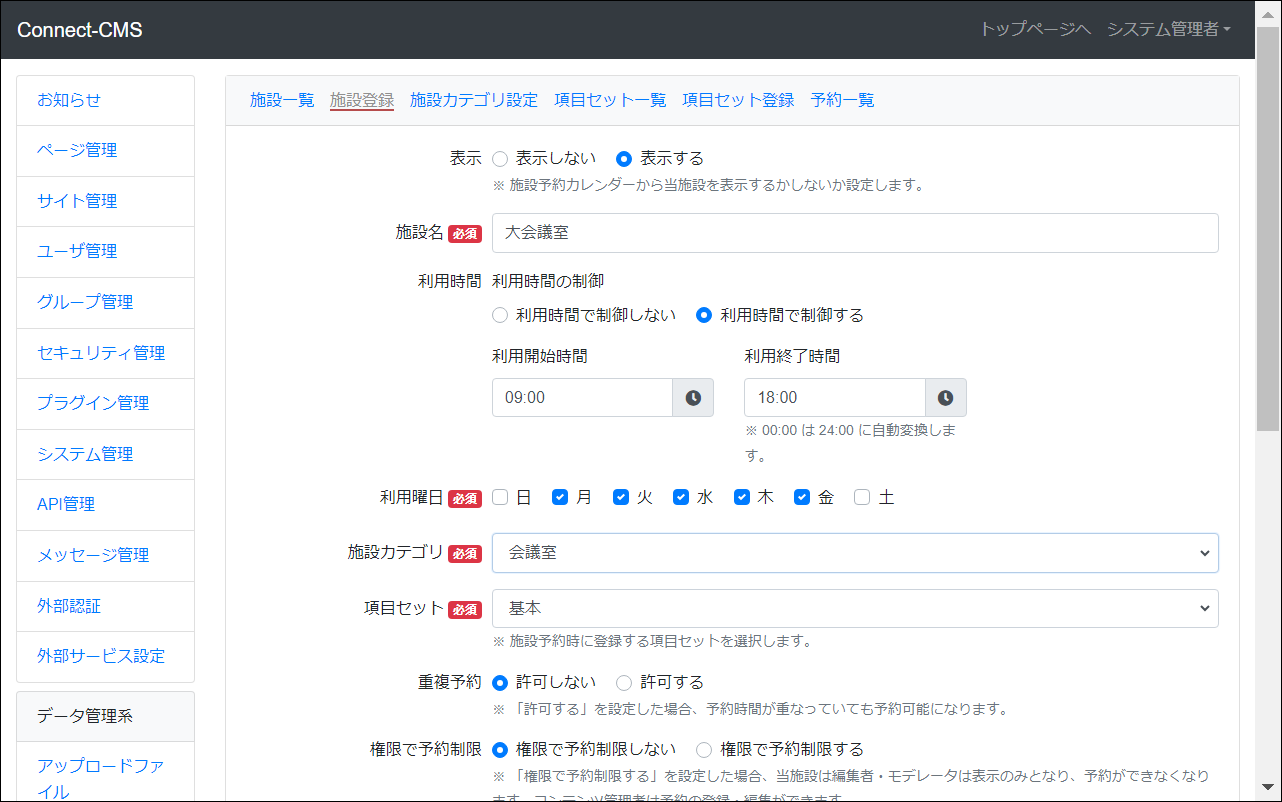 Connect-CMS
トップページへ システム管理者
お知らせ
ページ管理
サイト管理
ユーザ管理
グループ管理
セキュリティ管理
プラグイン管理
システム管理
API管理
メッセージ管理
外部認証
外部サービス設定
データ管理系
アップロードファ
イル
施設一覧 施設登録 施設カテゴリ設定 項目セット一覧 項目セット登録 予約一覧
表示 表示しない 表示する
※ 施設予約カレンダーから当施設を表示するかしないか設定します。
施設名 必須 大会議室
利用時間 利用時間の制御
利用時間で制御しない 利用時間で制御する
利用開始時間 利用終了時間
09:00 18:00
※ 00:00 は 24:00 に自動変換しま
す。
利用曜日 必須 日 月 火 水 木 金 土
施設カテゴリ 必須 会議室
項目セット 必須 基本
※ 施設予約時に登録する項目セットを選択します。
重複予約 許可しない 許可する
※ 「許可する」を設定した場合、予約時間が重なっていても予約可能になります。
権限で予約制限 権限で予約制限しない 権限で予約制限する
※ 「権限で予約制限する」を設定した場合、当施設は編集者・モデレータは表示のみとなり、予約ができなくなり
ます。コンテンツ管理者は予約の登録・編集ができます。